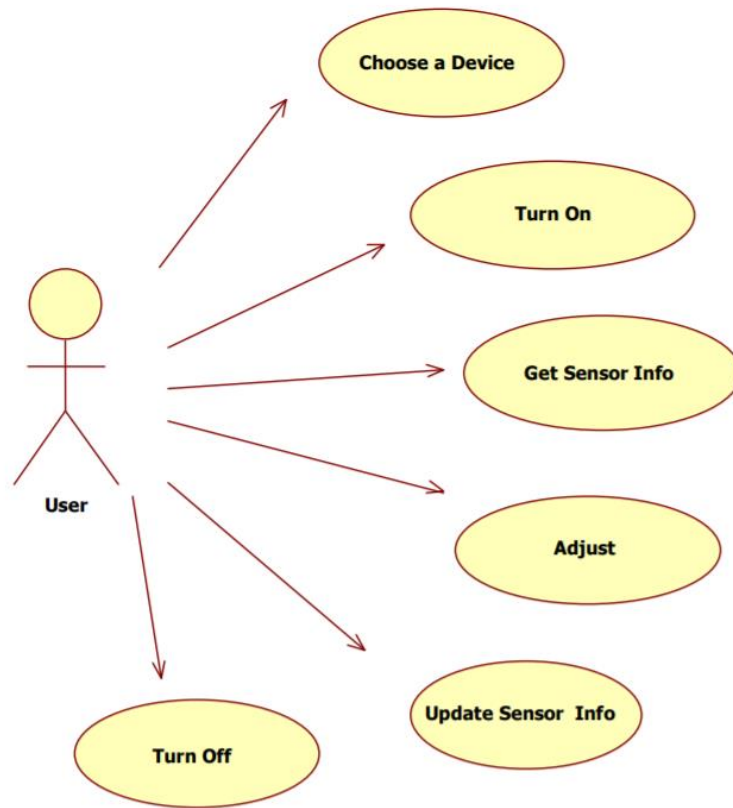 Choose a Device
Turn On
Get Sensor Info
User
Adjust
Update Sensor Info
Turn Off